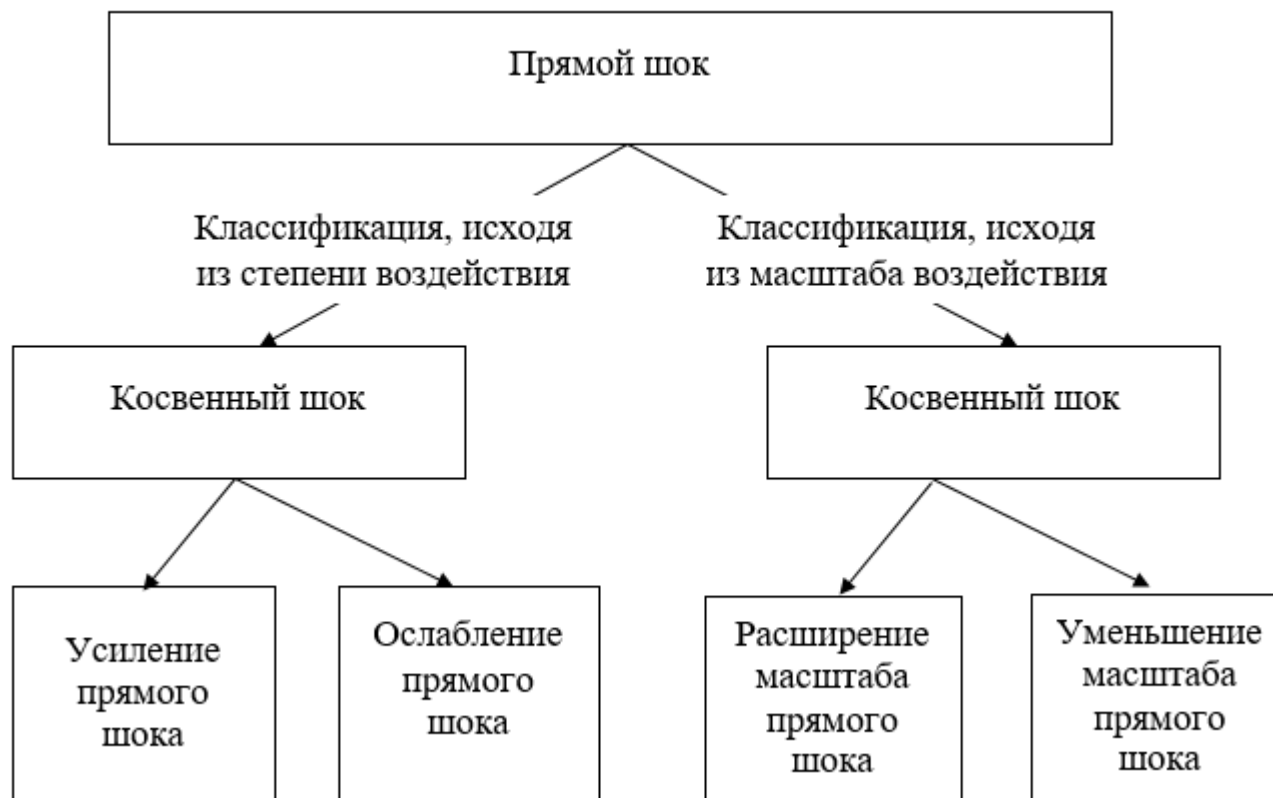 Прямой шок
Классификация, исходя
из степени воздействия
Классификация, исходя
из масштаба воздействия
Косвенный шок
Косвенный шок
Усиление
прямого
шока
Ослабление
прямого
шока
Расширение
масштаба
прямого
шока
Уменьшение
масштаба
прямого
шока